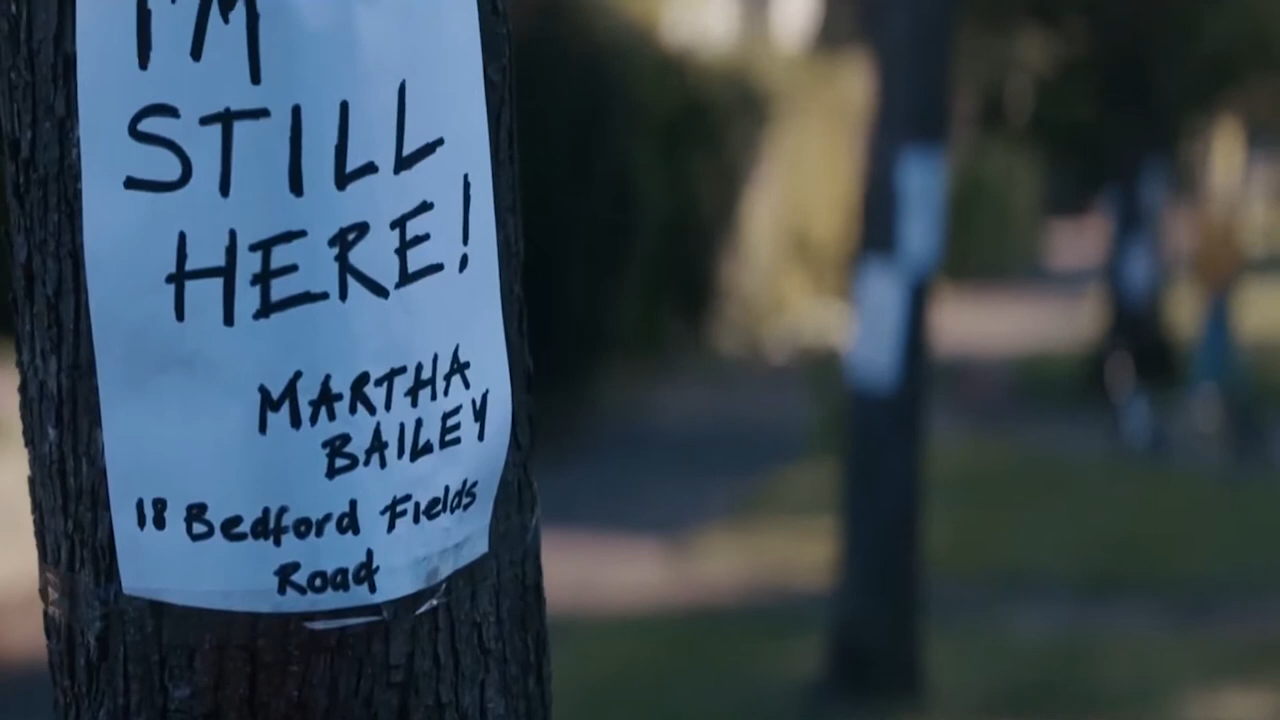 I'M
STILL
HERE!
MARTHA
BAILEY
18 Bedford Fields
Road